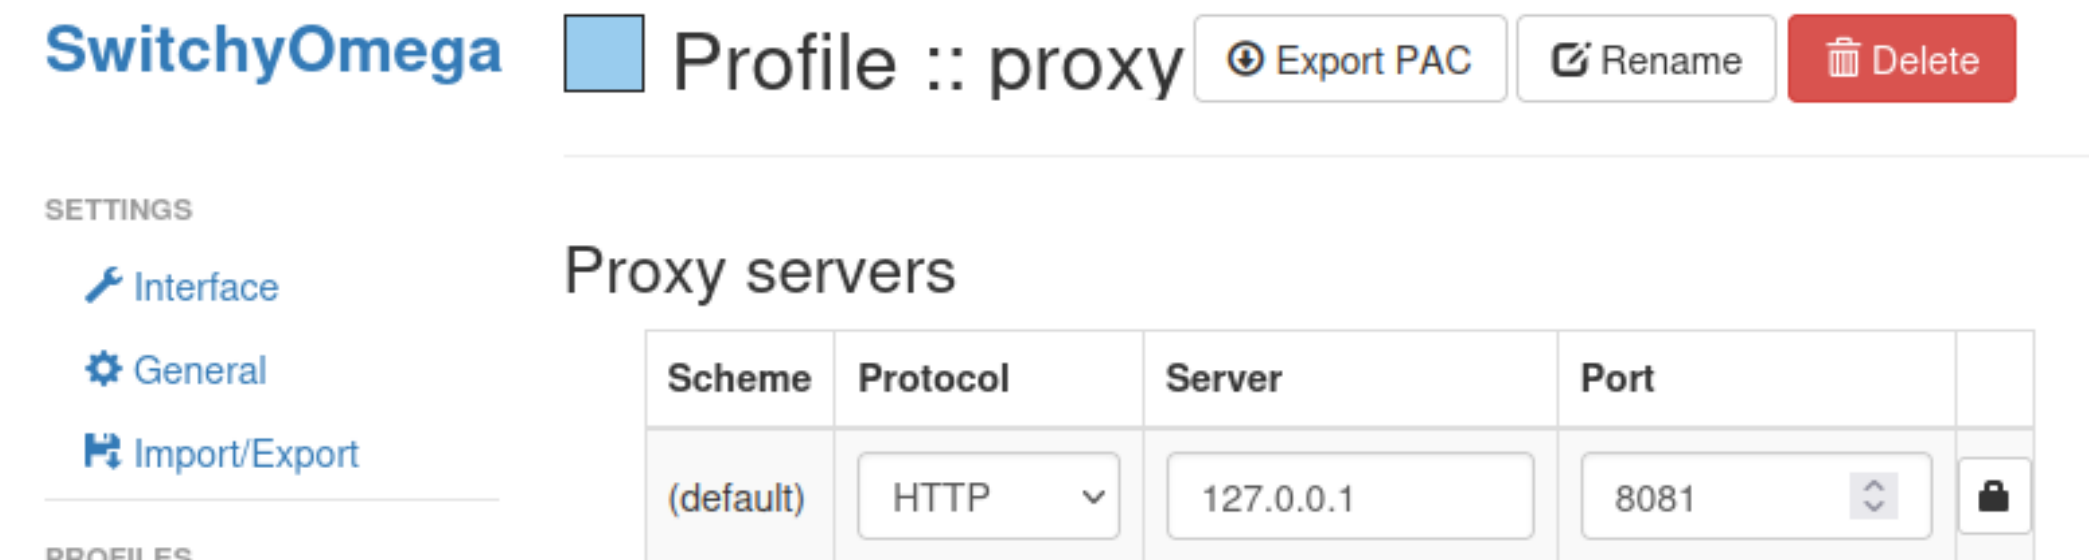 SwitchyOmega
Profile :: proxy
Export PAC
Rename
Delete
SETTINGS
Interface
General
Import/Export
PROFILES
Proxy servers
Scheme Protocol Server Port
(default) HTTP 127.0.0.1 8081